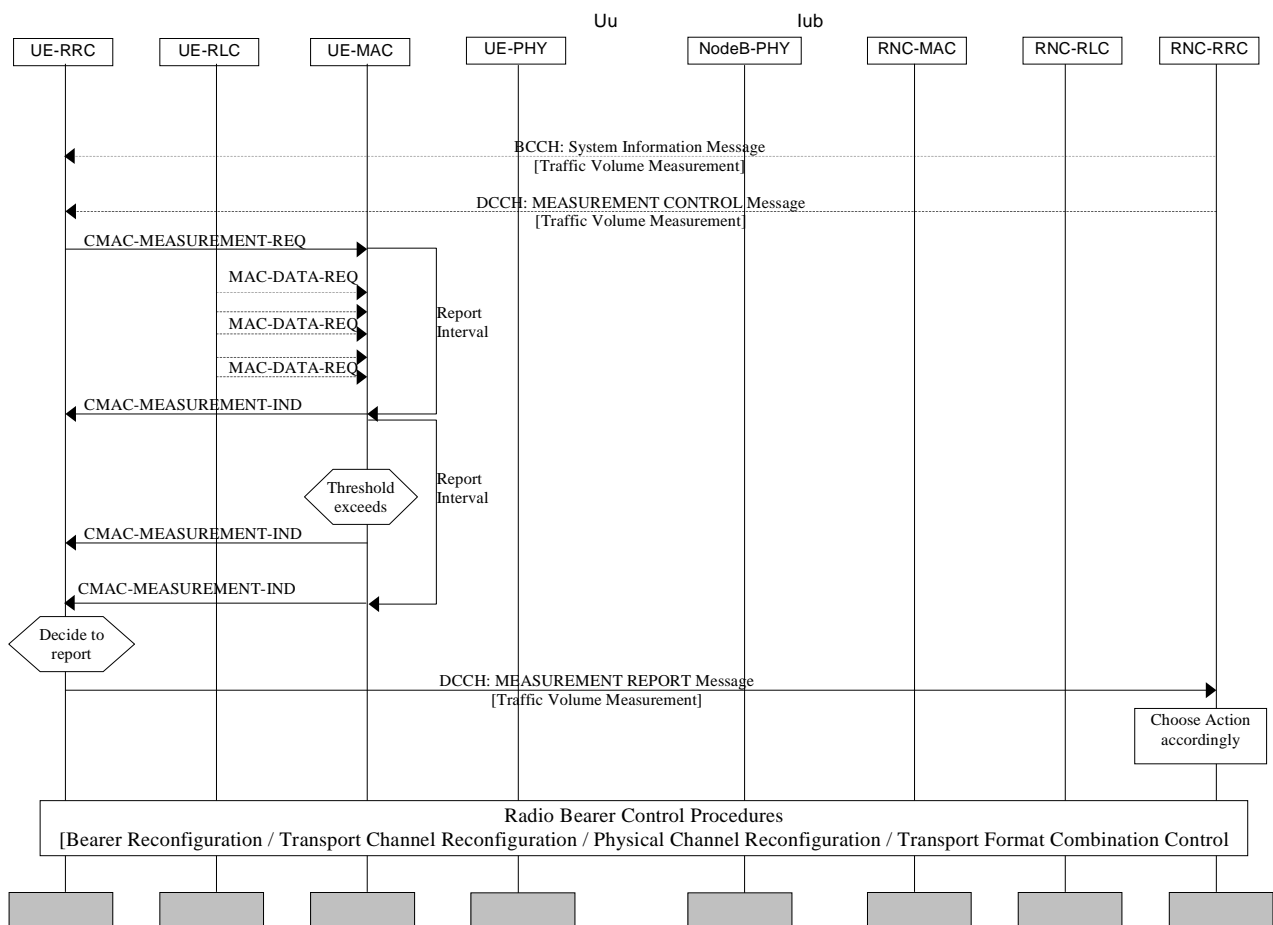 Uu
Iub
UE-RRC
UE-RLC
UE-MAC
UE-PHY
NodeB-PHY
RNC-MAC
RNC-RLC
RNC-RRC
BCCH: System Information Message
[Traffic Volume Measurement]
DCCH: MEASUREMENT CONTROL Message
[Traffic Volume Measurement]
CMAC-MEASUREMENT-REQ
MAC-DATA-REQ
Report
Interval
MAC-DATA-REQ
MAC-DATA-REQ
CMAC-MEASUREMENT-IND
Report
Interval
Threshold
exceeds
CMAC-MEASUREMENT-IND
CMAC-MEASUREMENT-IND
Decide to
report
DCCH: MEASUREMENT REPORT Message
[Traffic Volume Measurement]
Choose Action
accordingly
Radio Bearer Control Procedures
[Bearer Reconfiguration / Transport Channel Reconfiguration / Physical Channel Reconfiguration / Transport Format Combination Control